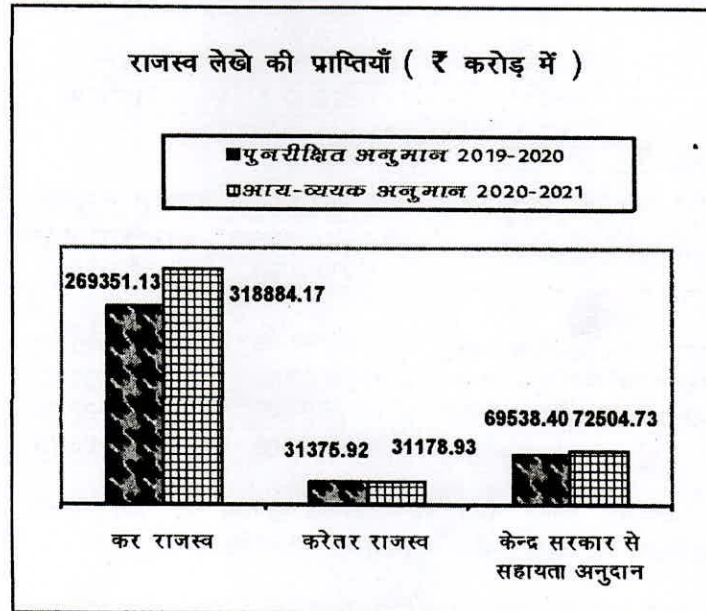 राजस्व लेखे की प्राप्तियाँ ( ₹ करोड़ में )
पुनरीक्षित अनुमान 2019-2020
आय-व्ययक अनुमान 2020-2021
269351.13
318884.17
31375.92
31178.93
69538.40
72504.73
कर राजस्व
करेतर राजस्व
केन्द्र सरकार से
सहायता अनुदान